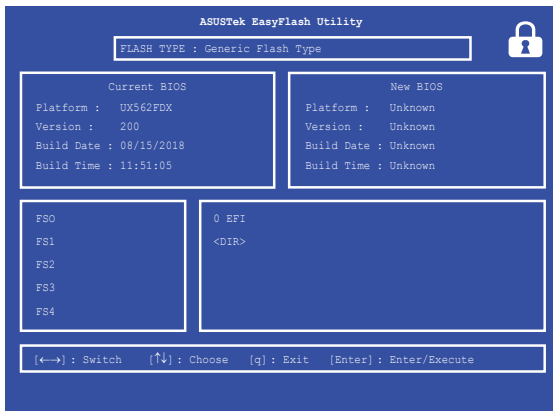 ASUSTek EasyFlash Utility
FLASH TYPE : Generic Flash Type
Current BIOS
Platform : UX562FDX
Version : 200
Build Date : 08/15/2018
Build Time : 11:51:05
New BIOS
Platform : Unknown
Version : Unknown
Build Date : Unknown
Build Time : Unknown
FSO
FS1
FS2
FS3
FS4
0 EFI
<DIR>
[←→] : Switch [↑↓] : Choose [q] : Exit [Enter] : Enter/Execute